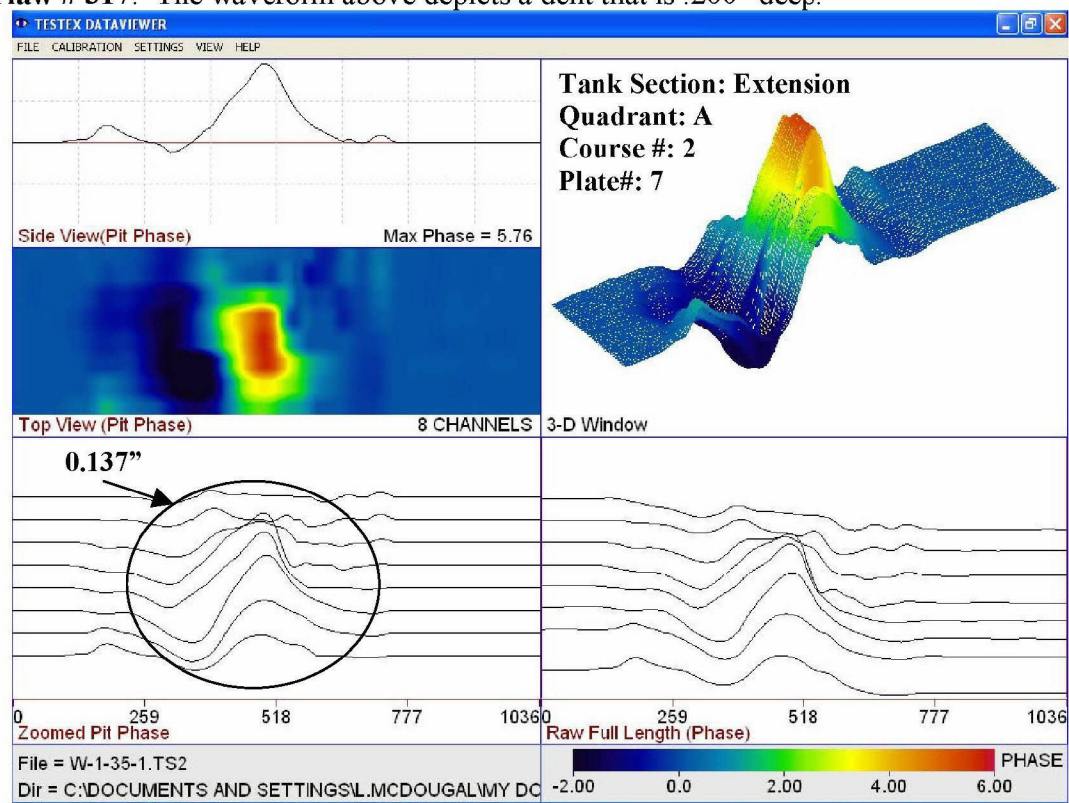 The waveform above depicts a dent that is .200" deep.
TESTEX DATAVIEWER
FILE CALIBRATION SETTINGS VIEW HELP
Side View(Pit Phase) Max Phase = 5.76
Tank Section: Extension
Quadrant: A
Course #: 2
Plate#: 7
Top View (Pit Phase) 8 CHANNELS
3-D Window
0.137”
0 259 518 777 1036
Zoomed Pit Phase
0 259 518 777 1036
Raw Full Length (Phase)
File = W-1-35-1.TS2
Dir = C:\DOCUMENTS AND SETTINGS\L.MCDOUGAL\MY DO
PHASE
-2.00 0.0 2.00 4.00 6.00